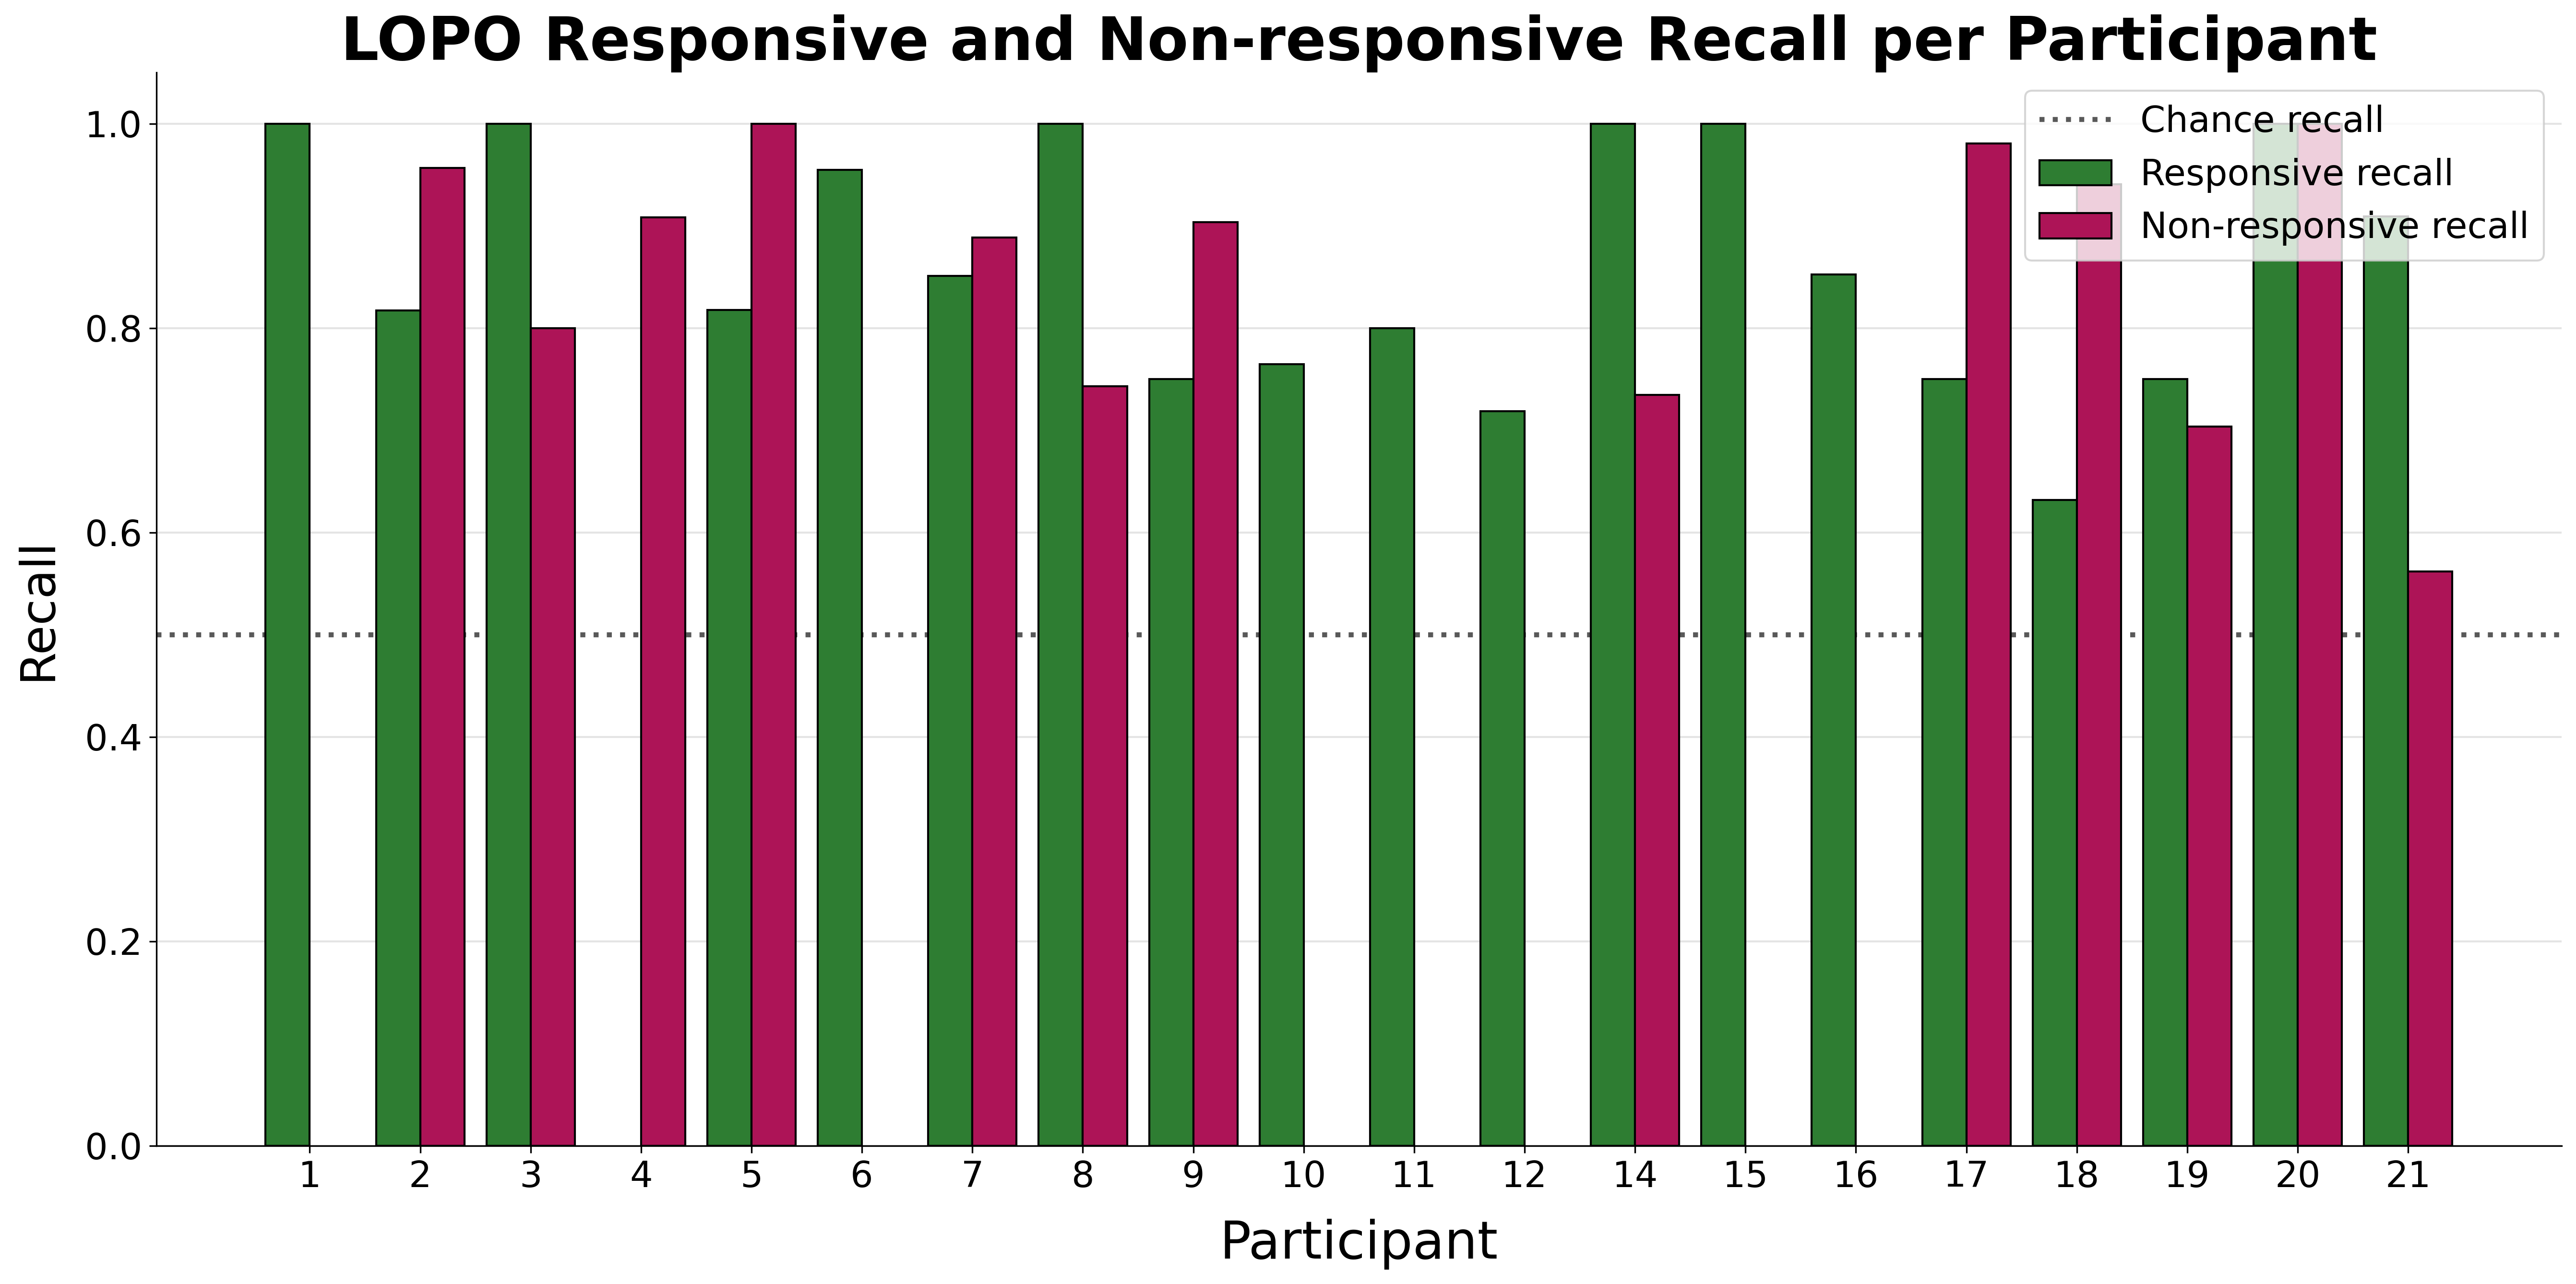 LOPO Responsive and Non-responsive Recall per Participant
Chance recall
Responsive recall
Non-responsive recall
1.0
0.8
0.6
0.4
0.2
0.0
Recall
1 2 3 4 5 6 7 8 9 10 11 12 14 15 16 17 18 19 20 21
Participant